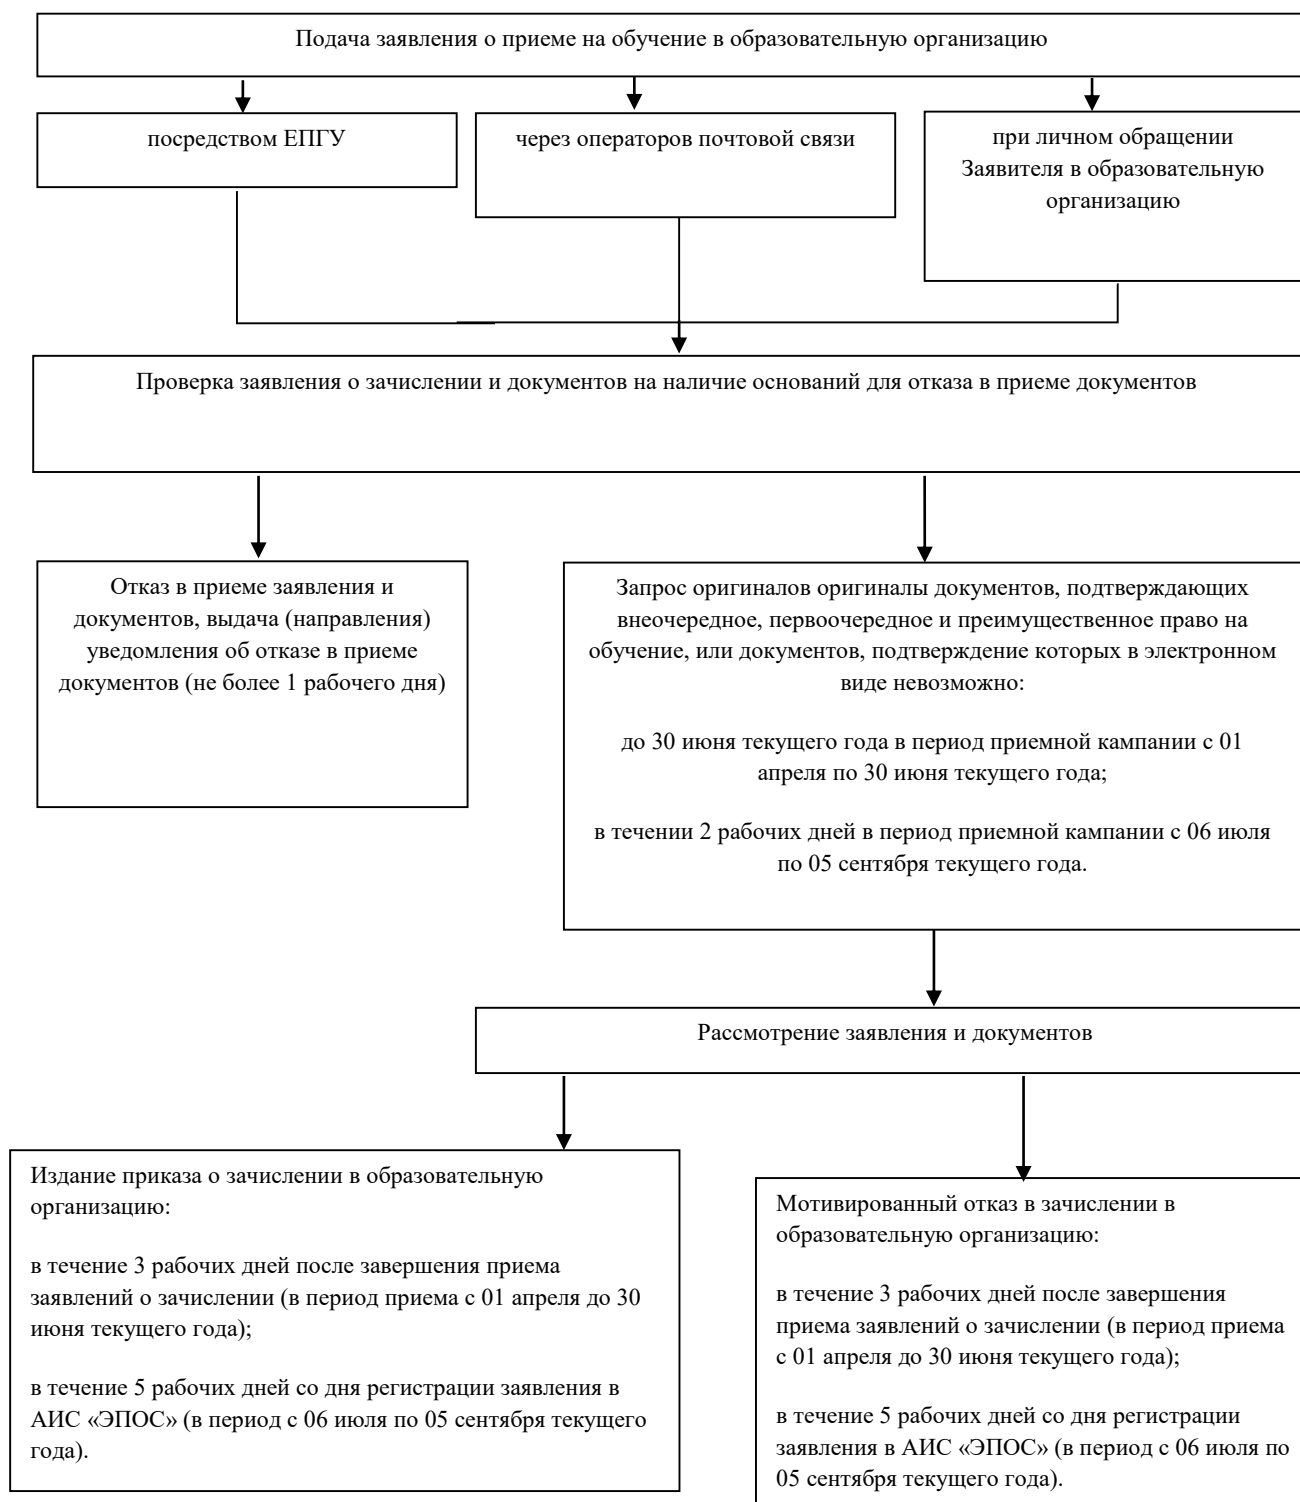 Подача заявления о приеме на обучение в образовательную организацию
посредством ЕПГУ
через операторов почтовой связи
при личном обращении
Заявителя в образовательную
организацию
Проверка заявления о зачислении и документов на наличие оснований для отказа в приеме документов
Отказ в приеме заявления и
документов, выдача (направления)
уведомления об отказе в приеме
документов (не более 1 рабочего дня)
Запрос оригиналов оригиналы документов, подтверждающих
внеочередное, первоочередное и преимущественное право на
обучение, или документов, подтверждение которых в электронном
виде невозможно:
до 30 июня текущего года в период приемной кампании с 01
апреля по 30 июня текущего года;
в течении 2 рабочих дней в период приемной кампании с 06 июля
по 05 сентября текущего года.
Рассмотрение заявления и документов
Издание приказа о зачислении в образовательную
организацию:
в течение 3 рабочих дней после завершения приема
заявлений о зачислении (в период приема с 01 апреля до 30
июня текущего года);
в течение 5 рабочих дней со дня регистрации заявления в
АИС «ЭПОС» (в период с 06 июля по 05 сентября текущего
года).
Мотивированный отказ в зачислении в
образовательную организацию:
в течение 3 рабочих дней после завершения
приема заявлений о зачислении (в период приема
с 01 апреля до 30 июня текущего года);
в течение 5 рабочих дней со дня регистрации
заявления в АИС «ЭПОС» (в период с 06 июля по
05 сентября текущего года).